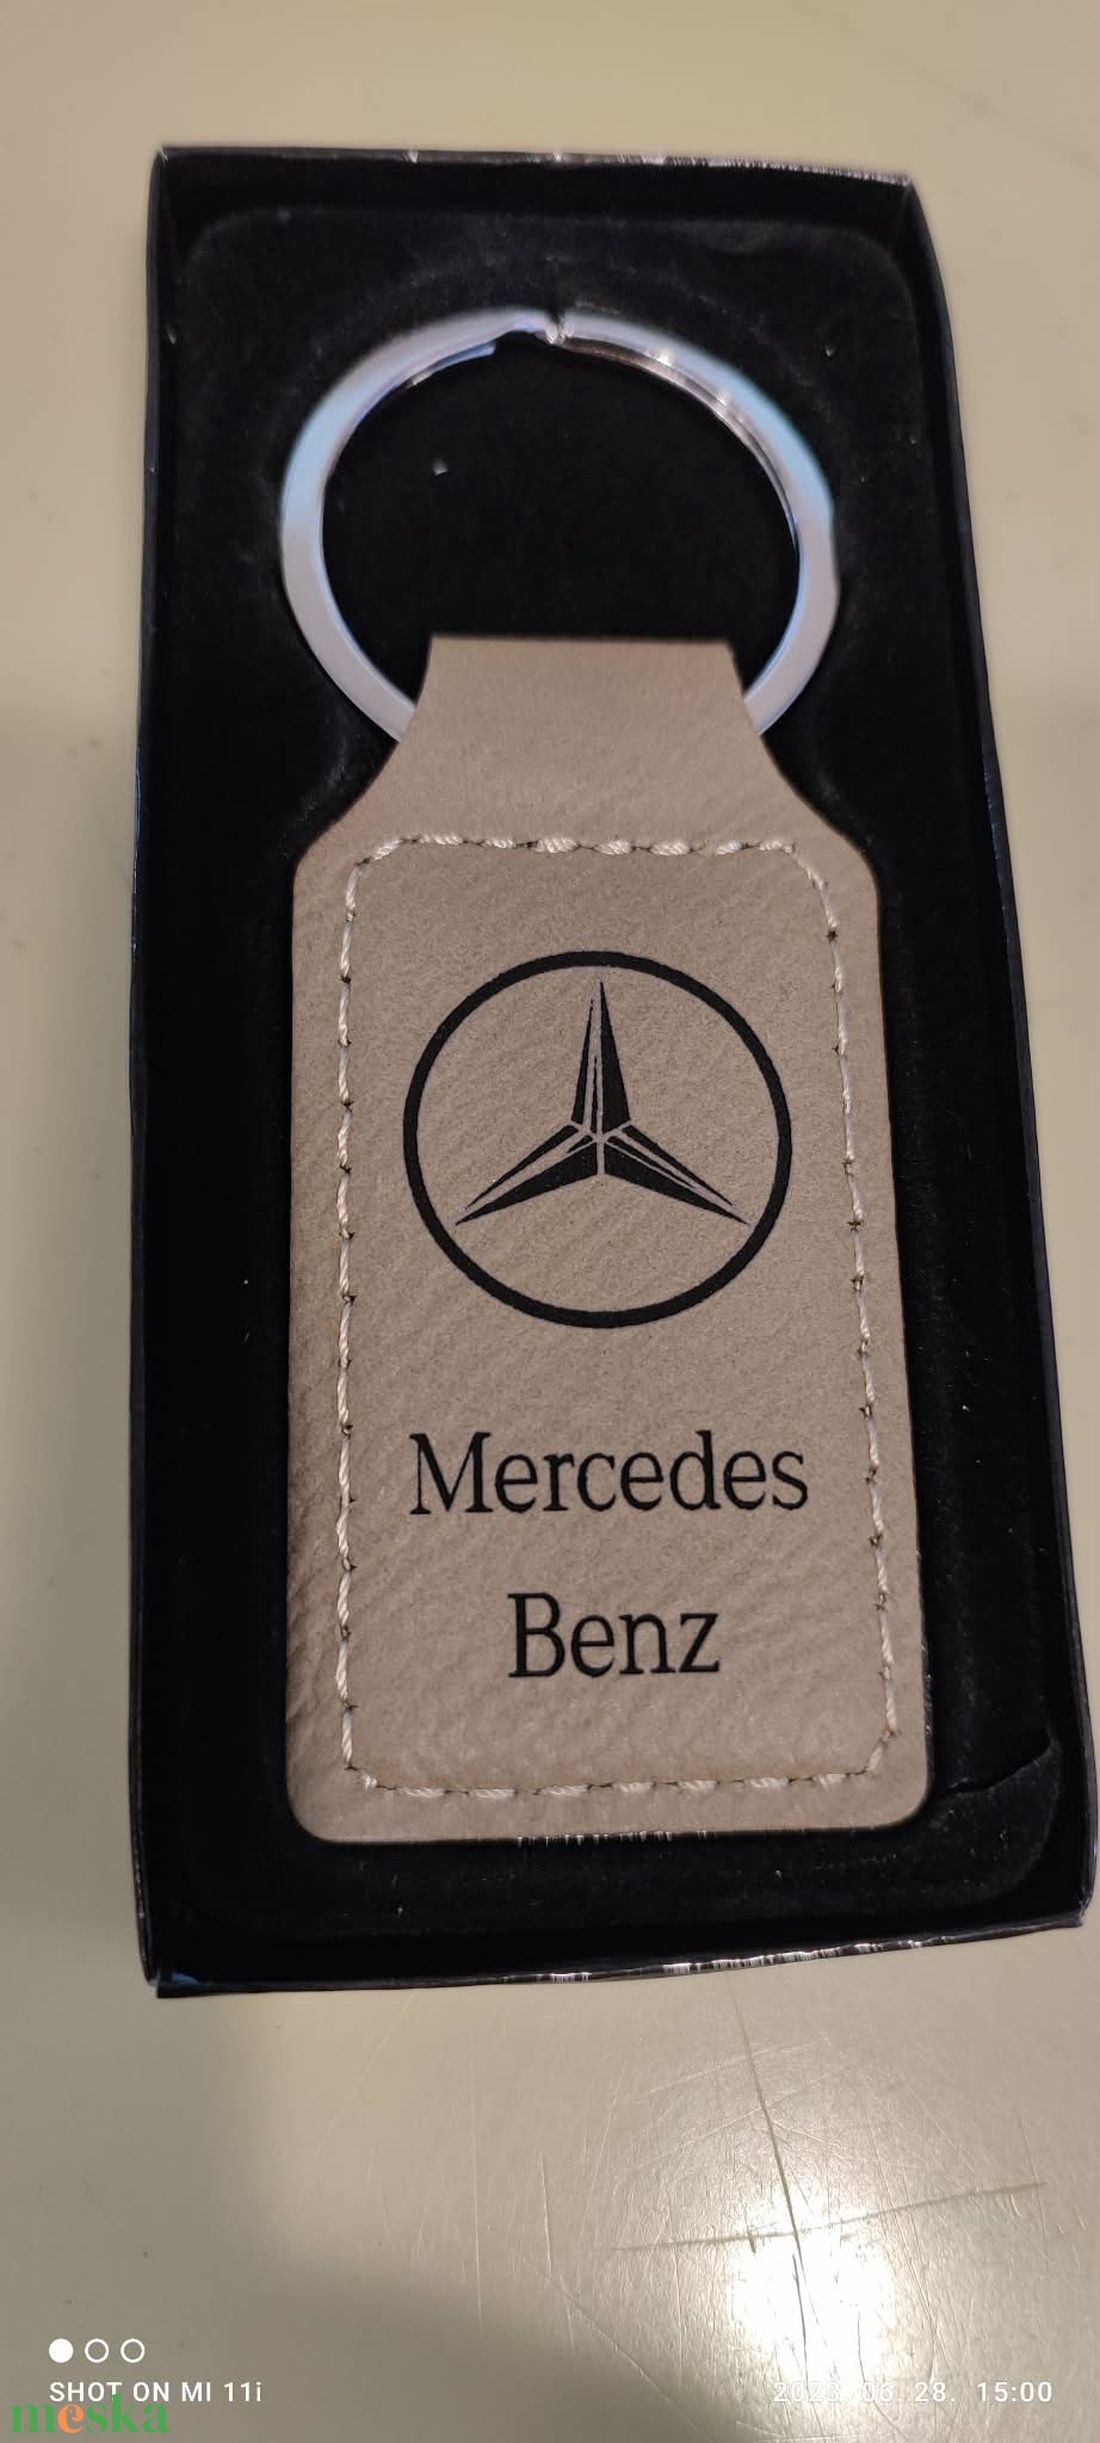 Mercedes
Benz
SHOT ON MI 11i
2023. 06. 28. 15:00
meska